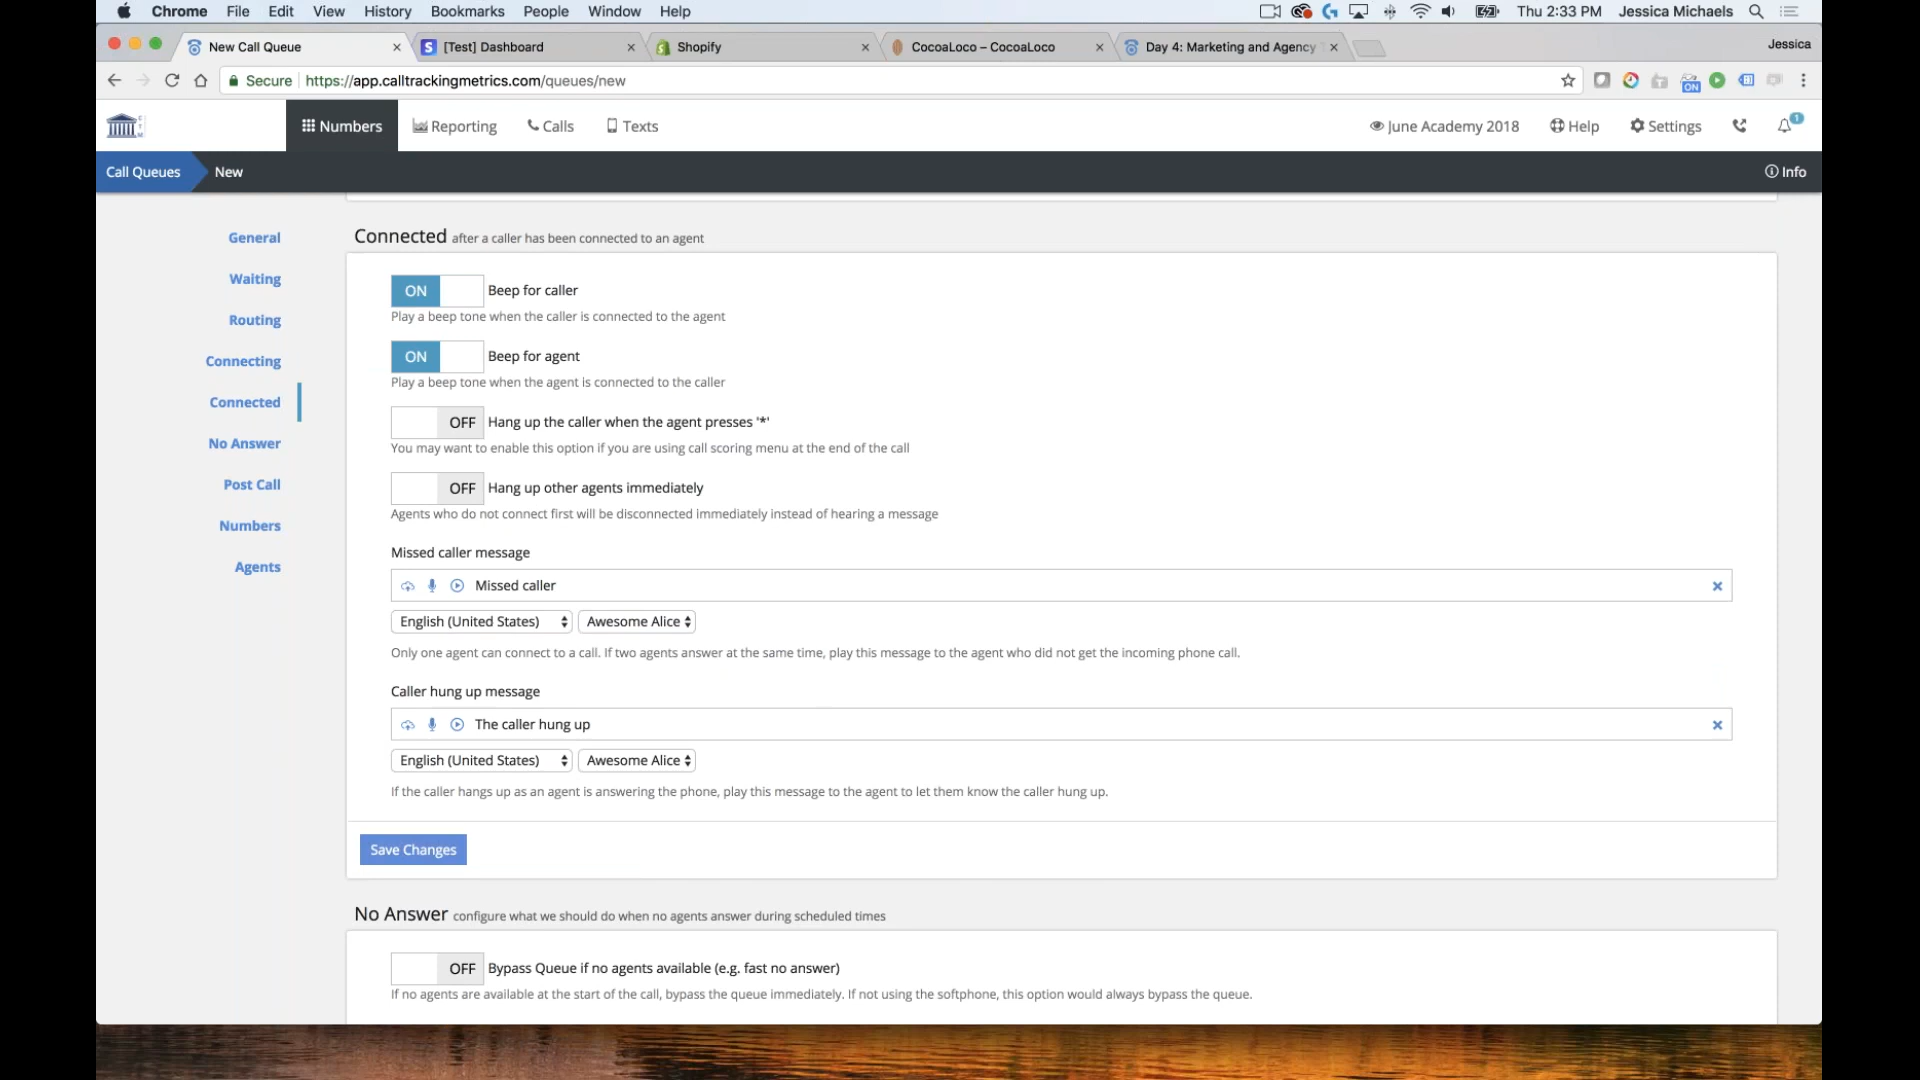 Chrome File Edit View History Bookmarks People Window Help Thu 2:33 PM Jessica Michaels
New Call Queue [Test] Dashboard Shopify CocoaLoco – CocoaLoco Day 4: Marketing and Agency Jessica
Secure https://app.calltrackingmetrics.com/queues/new ON
Numbers Reporting Calls Texts June Academy 2018 Help Settings 1
Call Queues New Info
General
Waiting
Routing
Connecting
Connected
No Answer
Post Call
Numbers
Agents
Connected after a caller has been connected to an agent
ON Beep for caller
Play a beep tone when the caller is connected to the agent
ON Beep for agent
Play a beep tone when the agent is connected to the caller
OFF Hang up the caller when the agent presses '*'
You may want to enable this option if you are using call scoring menu at the end of the call
OFF Hang up other agents immediately
Agents who do not connect first will be disconnected immediately instead of hearing a message
Missed caller message
Missed caller
English (United States) Awesome Alice
Only one agent can connect to a call. If two agents answer at the same time, play this message to the agent who did not get the incoming phone call.
Caller hung up message
The caller hung up
English (United States) Awesome Alice
If the caller hangs up as an agent is answering the phone, play this message to the agent to let them know the caller hung up.
Save Changes
No Answer configure what we should do when no agents answer during scheduled times
OFF Bypass Queue if no agents available (e.g. fast no answer)
If no agents are available at the start of the call, bypass the queue immediately. If not using the softphone, this option would always bypass the queue.